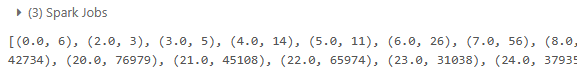 (3) Spark Jobs
[(0.0, 6), (2.0, 3), (3.0, 5), (4.0, 14), (5.0, 11), (6.0, 26), (7.0, 56), (8.0,
42734), (20.0, 76979), (21.0, 45108), (22.0, 65974), (23.0, 31038), (24.0, 37935